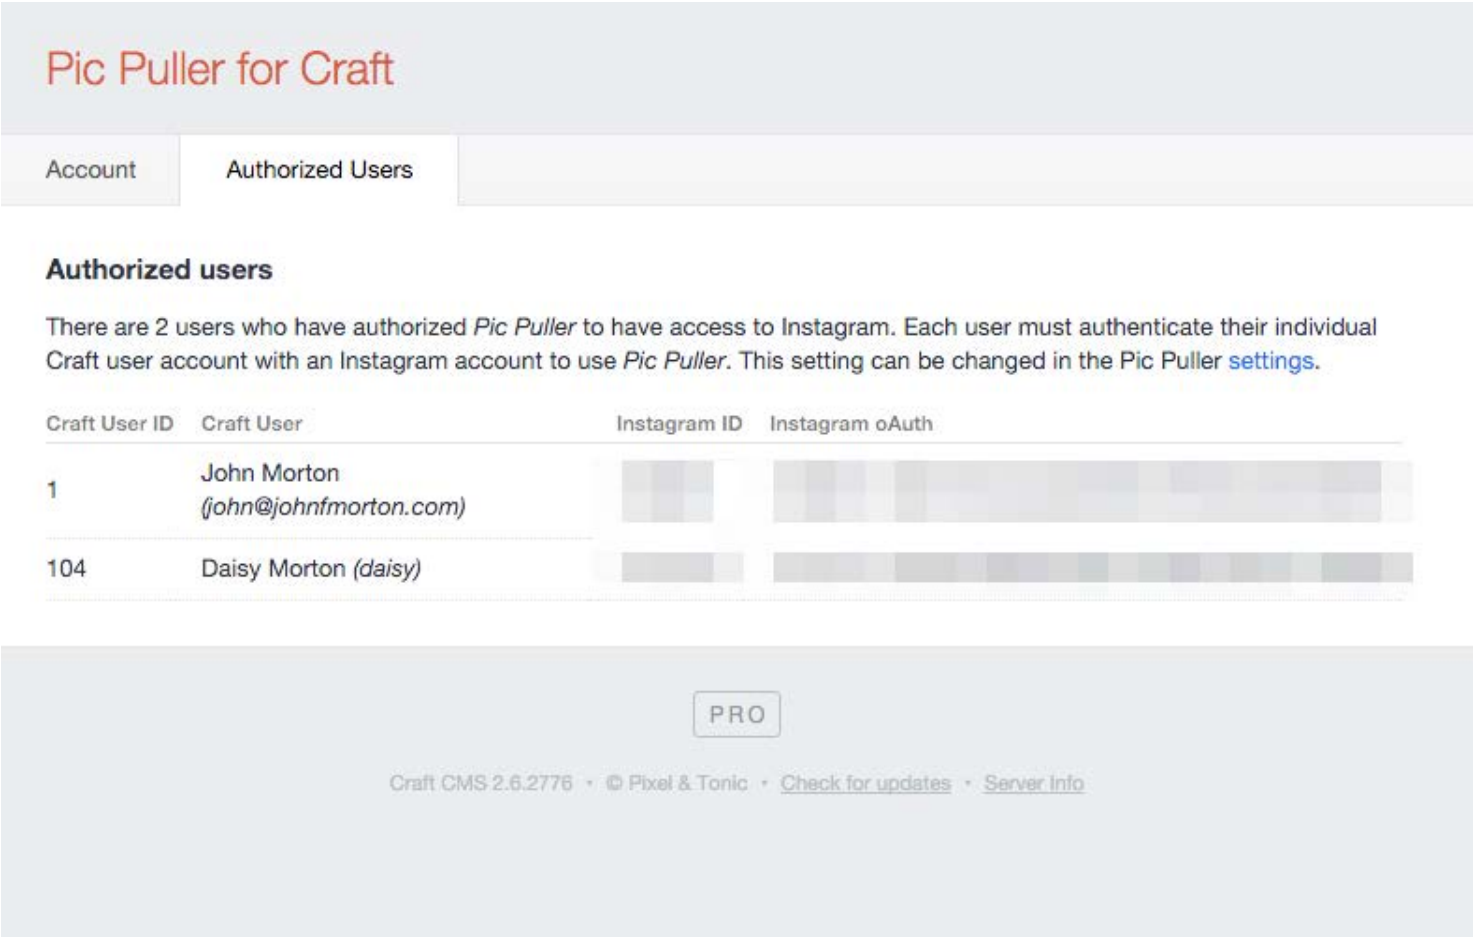 Pic Puller for Craft
Account Authorized Users
Authorized users
There are 2 users who have authorized Pic Puller to have access to Instagram. Each user must authenticate their individual
Craft user account with an Instagram account to use Pic Puller. This setting can be changed in the Pic Puller settings.
Craft User ID Craft User Instagram ID Instagram oAuth
1 John Morton
(john@johnfmorton.com)
104 Daisy Morton (daisy)
PRO
Craft CMS 2.6.2776 • © Pixel & Tonic • Check for updates • Server Info